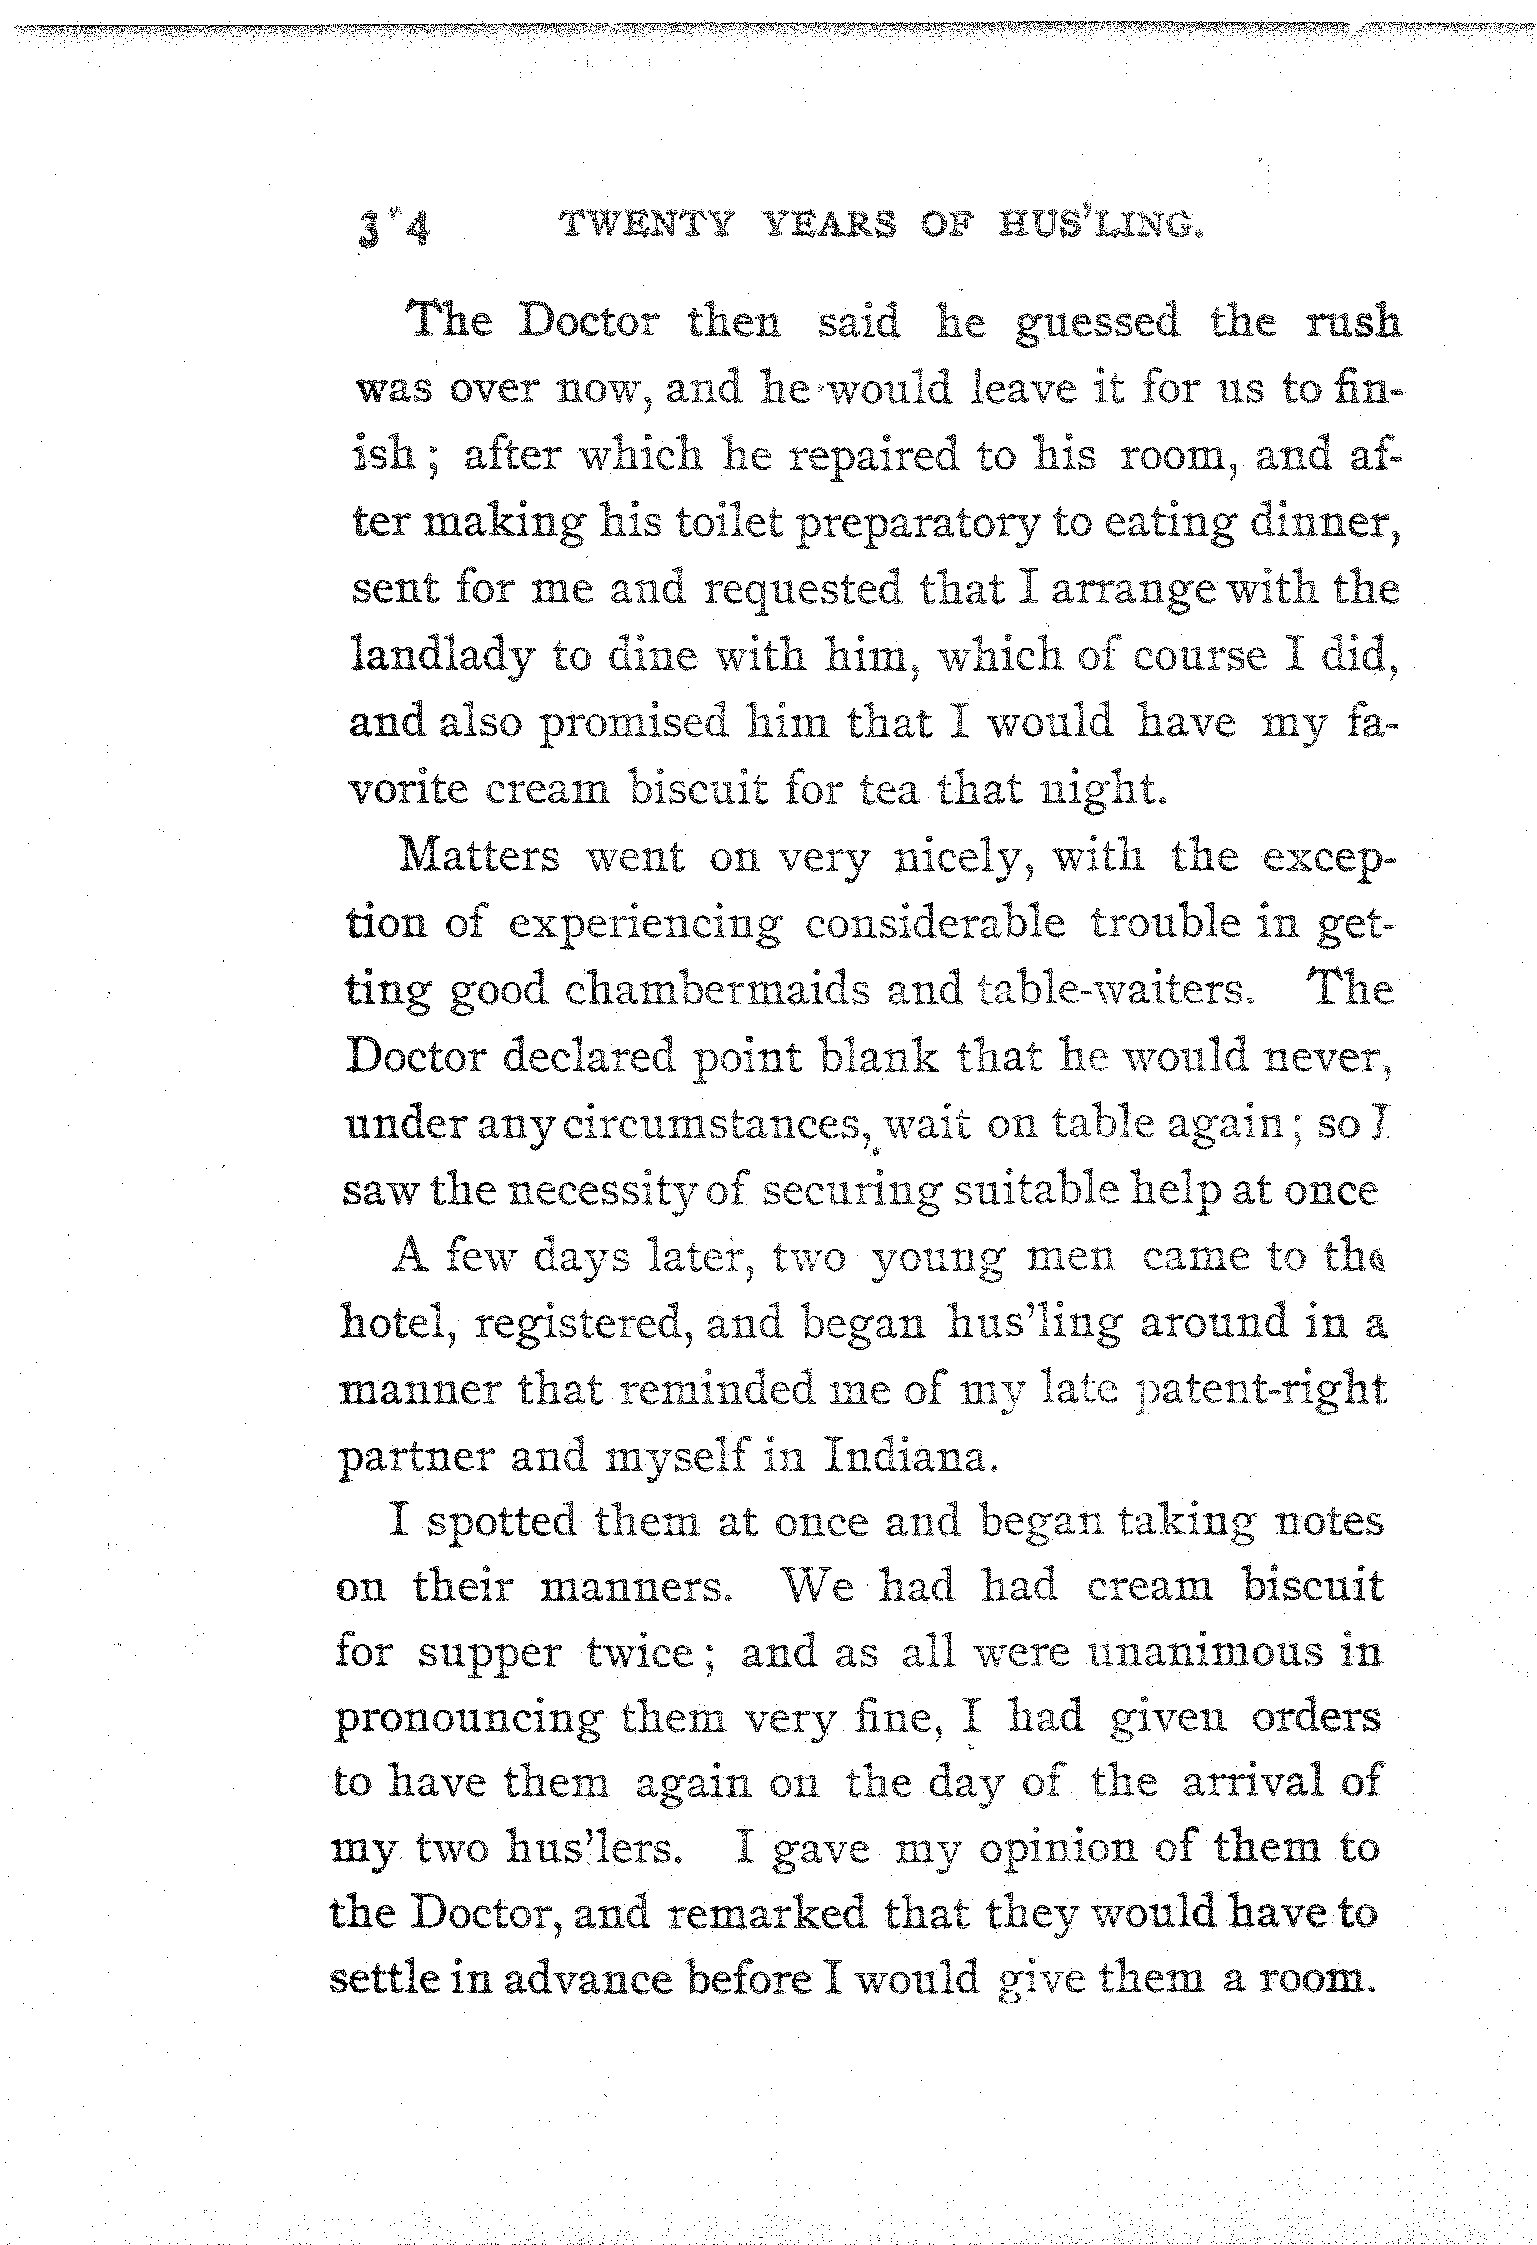 TWENTY YEARS OF HUS'LING.
The Doctor then said he guessed the rush
was over now, and he would leave it for us to fin-
ish; after which he repaired to his room, and af-
ter making his toilet preparatory to eating dinner,
sent for me and requested that I arrange with the
landlady to dine with him, which of course I did,
and also promised him that I would have my fa-
vorite cream biscuit for tea that night.
Matters went on very nicely, with the excep-
tion of experiencing considerable trouble in get-
ting good chambermaids and table-waiters. The
Doctor declared point blank that he would never,
under any circumstances, wait on table again; so I
saw the necessity of securing suitable help at once
A few days later, two young men came to the
hotel, registered, and began hus'ling around in a
manner that reminded me of my late patent-right
partner and myself in Indiana.
I spotted them at once and began taking notes
on their manners. We had had cream biscuit
for supper twice; and as all were unanimous in
pronouncing them very fine, I had given orders
to have them again on the day of the arrival of
my two hus'lers. I gave my opinion of them to
the Doctor, and remarked that they would have to
settle in advance before I would give them a room.